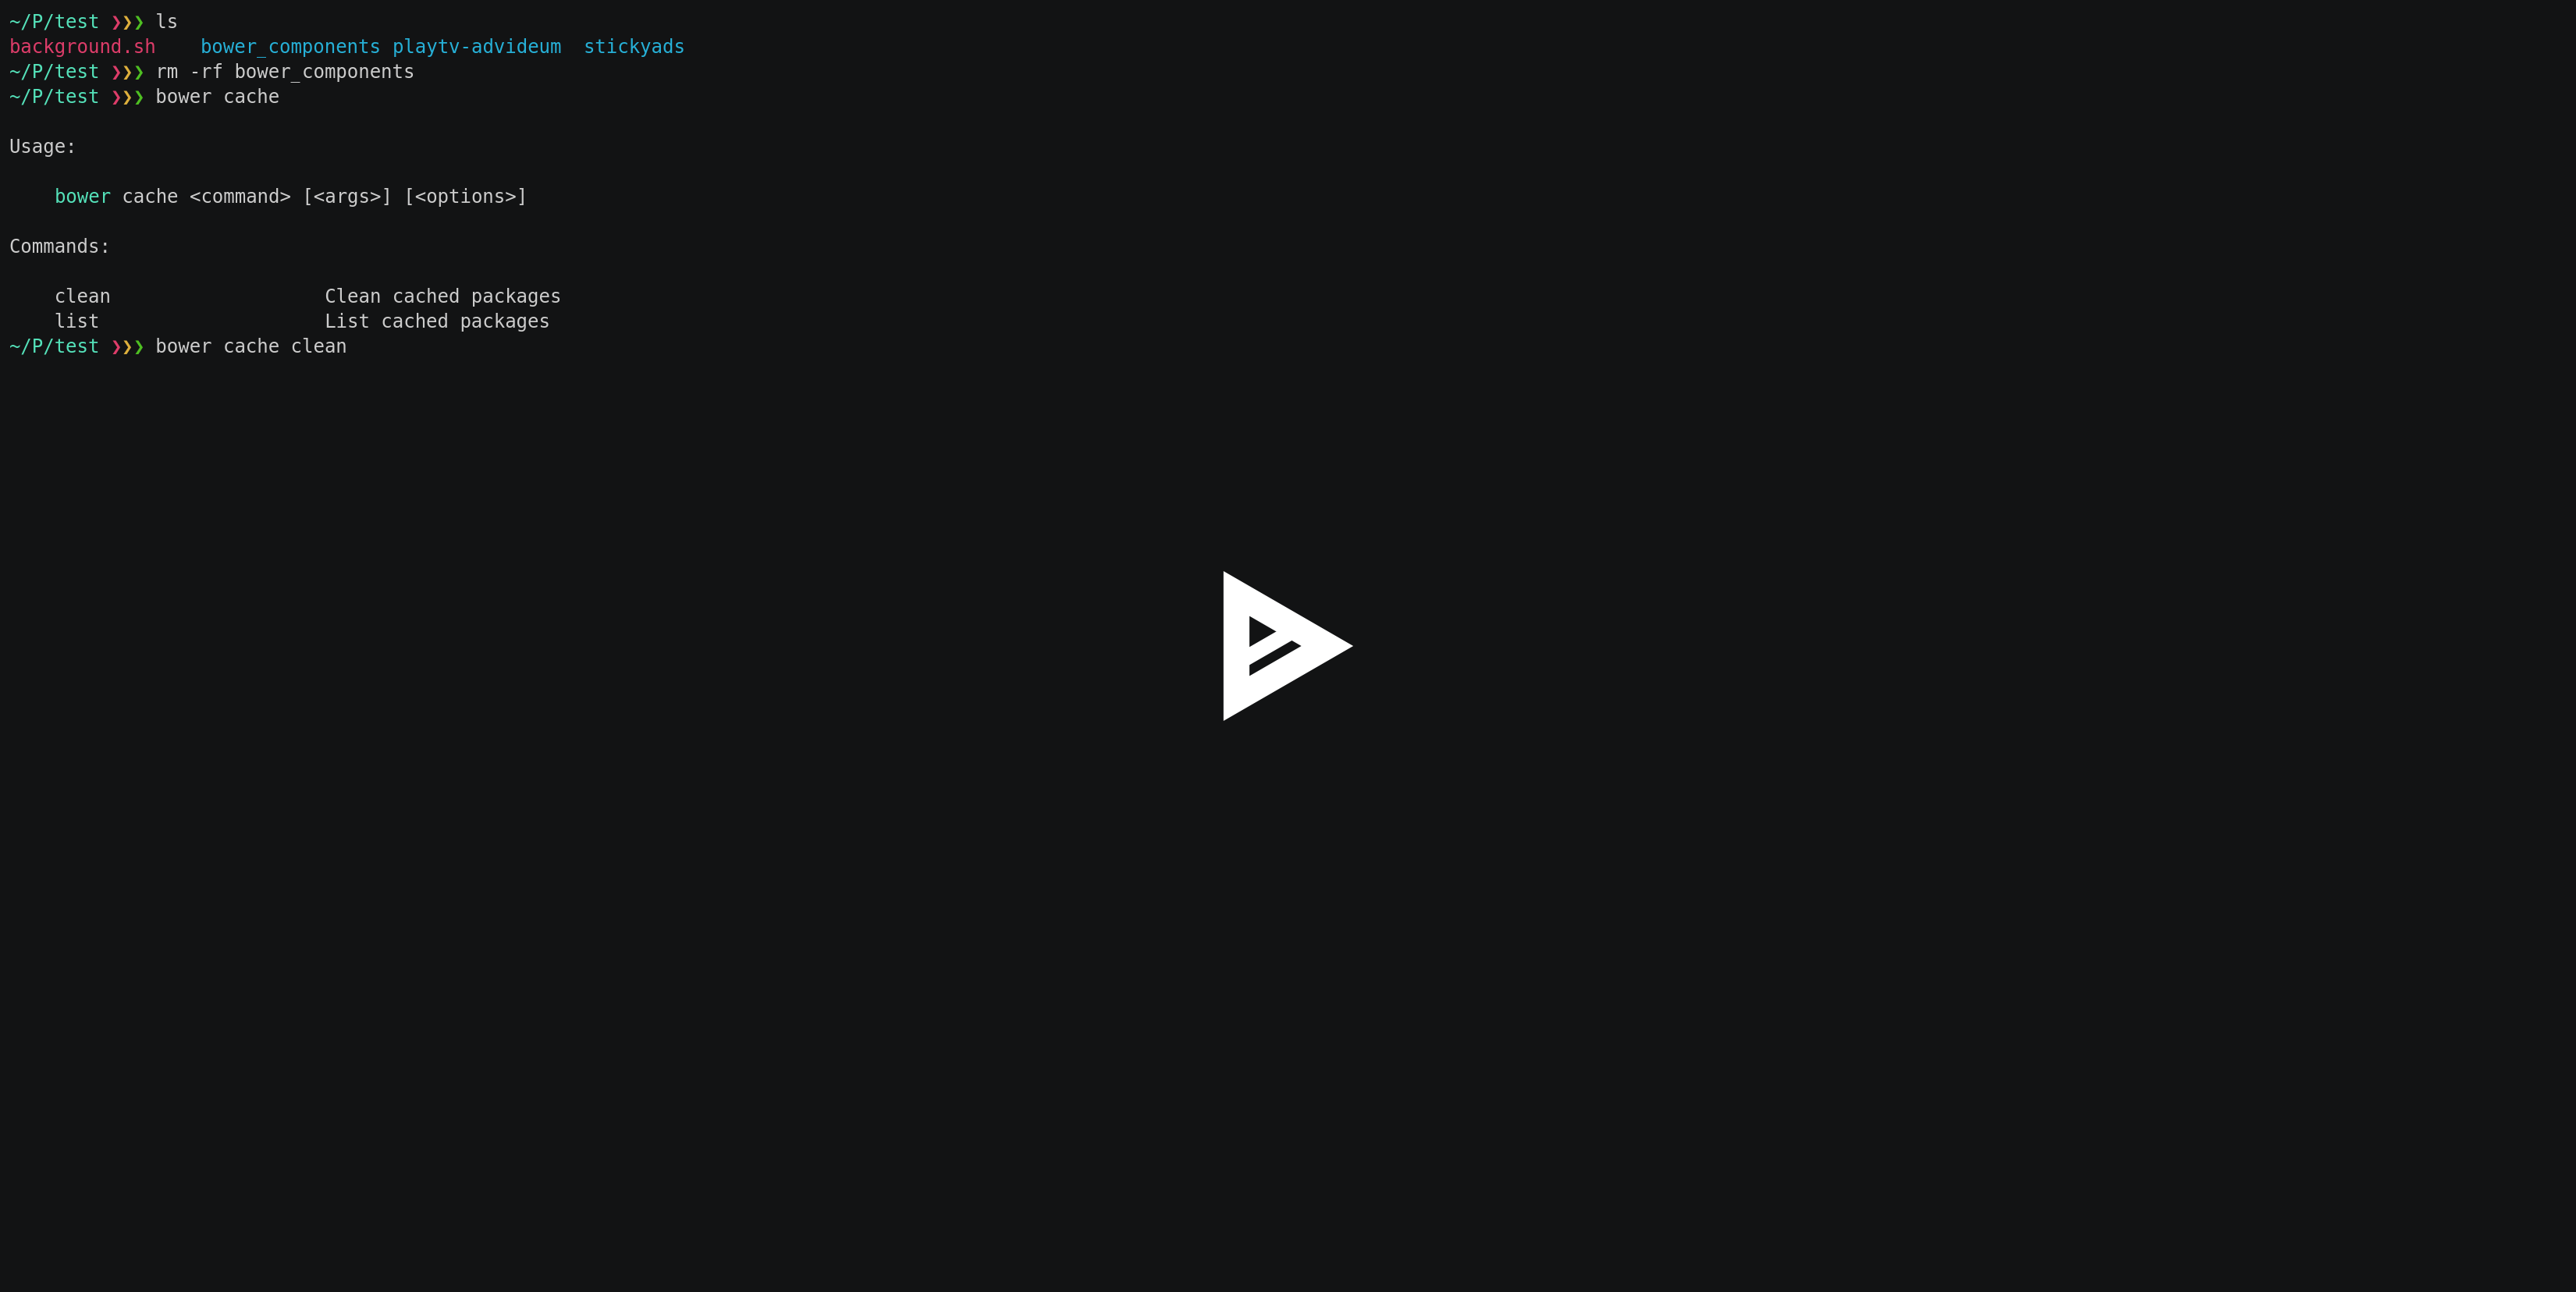 ~/P/test ❯❯❯ ls
background.sh    bower_components playtv-advideum  stickyads
~/P/test ❯❯❯ rm -rf bower_components
~/P/test ❯❯❯ bower cache
Usage:
    bower cache <command> [<args>] [<options>]
Commands:
    clean                   Clean cached packages
    list                    List cached packages
~/P/test ❯❯❯ bower cache clean